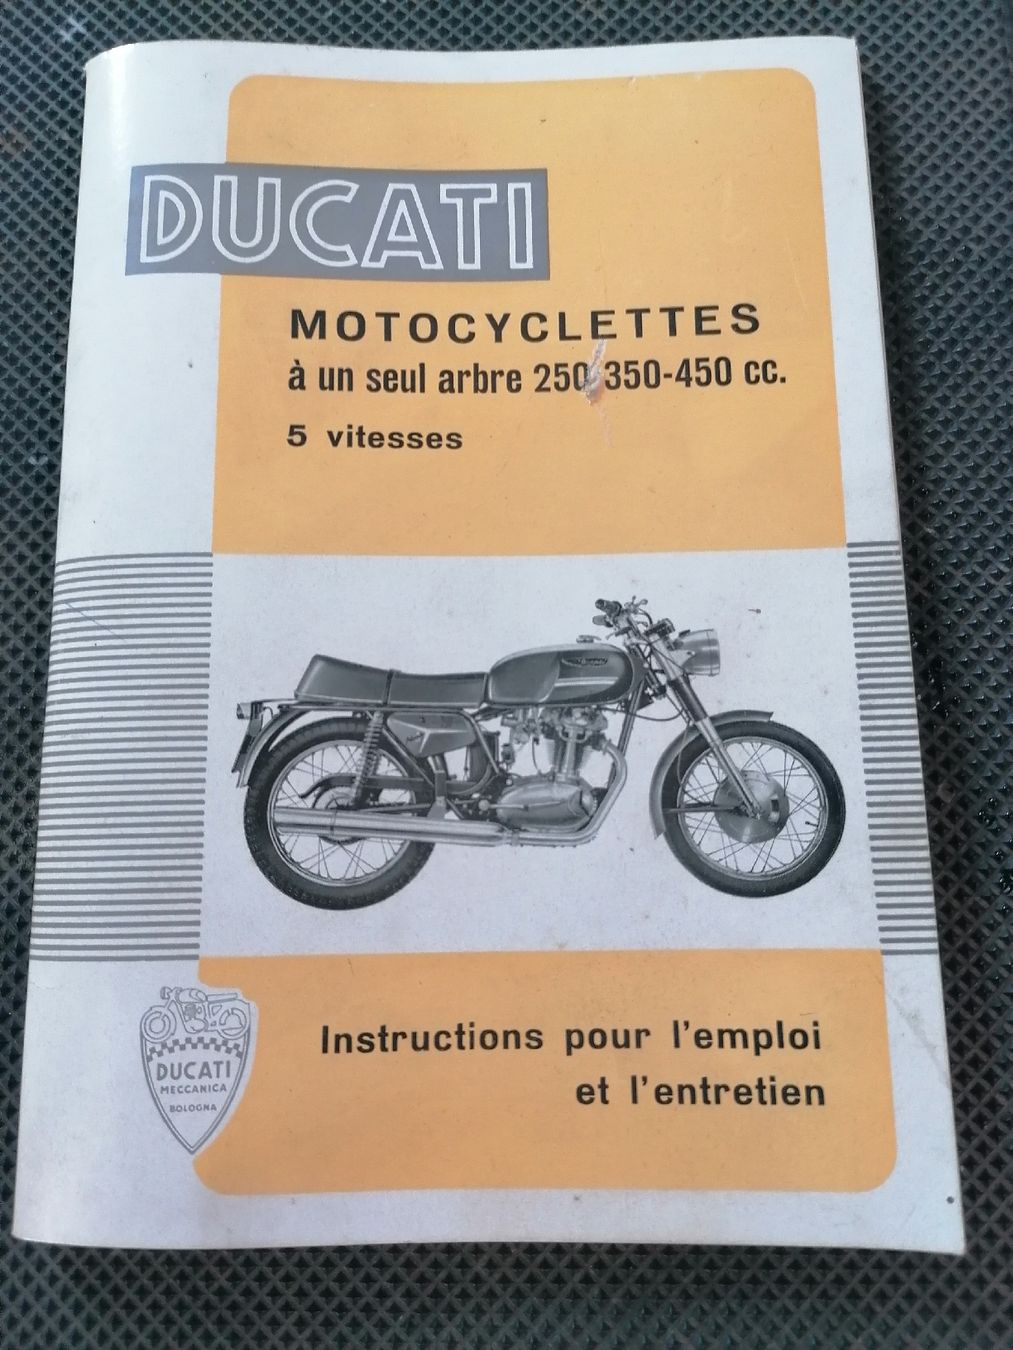 DUCATI
MOTOCYCLETTES
à un seul arbre 250-350-450 cc.
5 vitesses
DUCATI
MECCANICA
BOLOGNA
Instructions pour l'emploi
et l'entretien